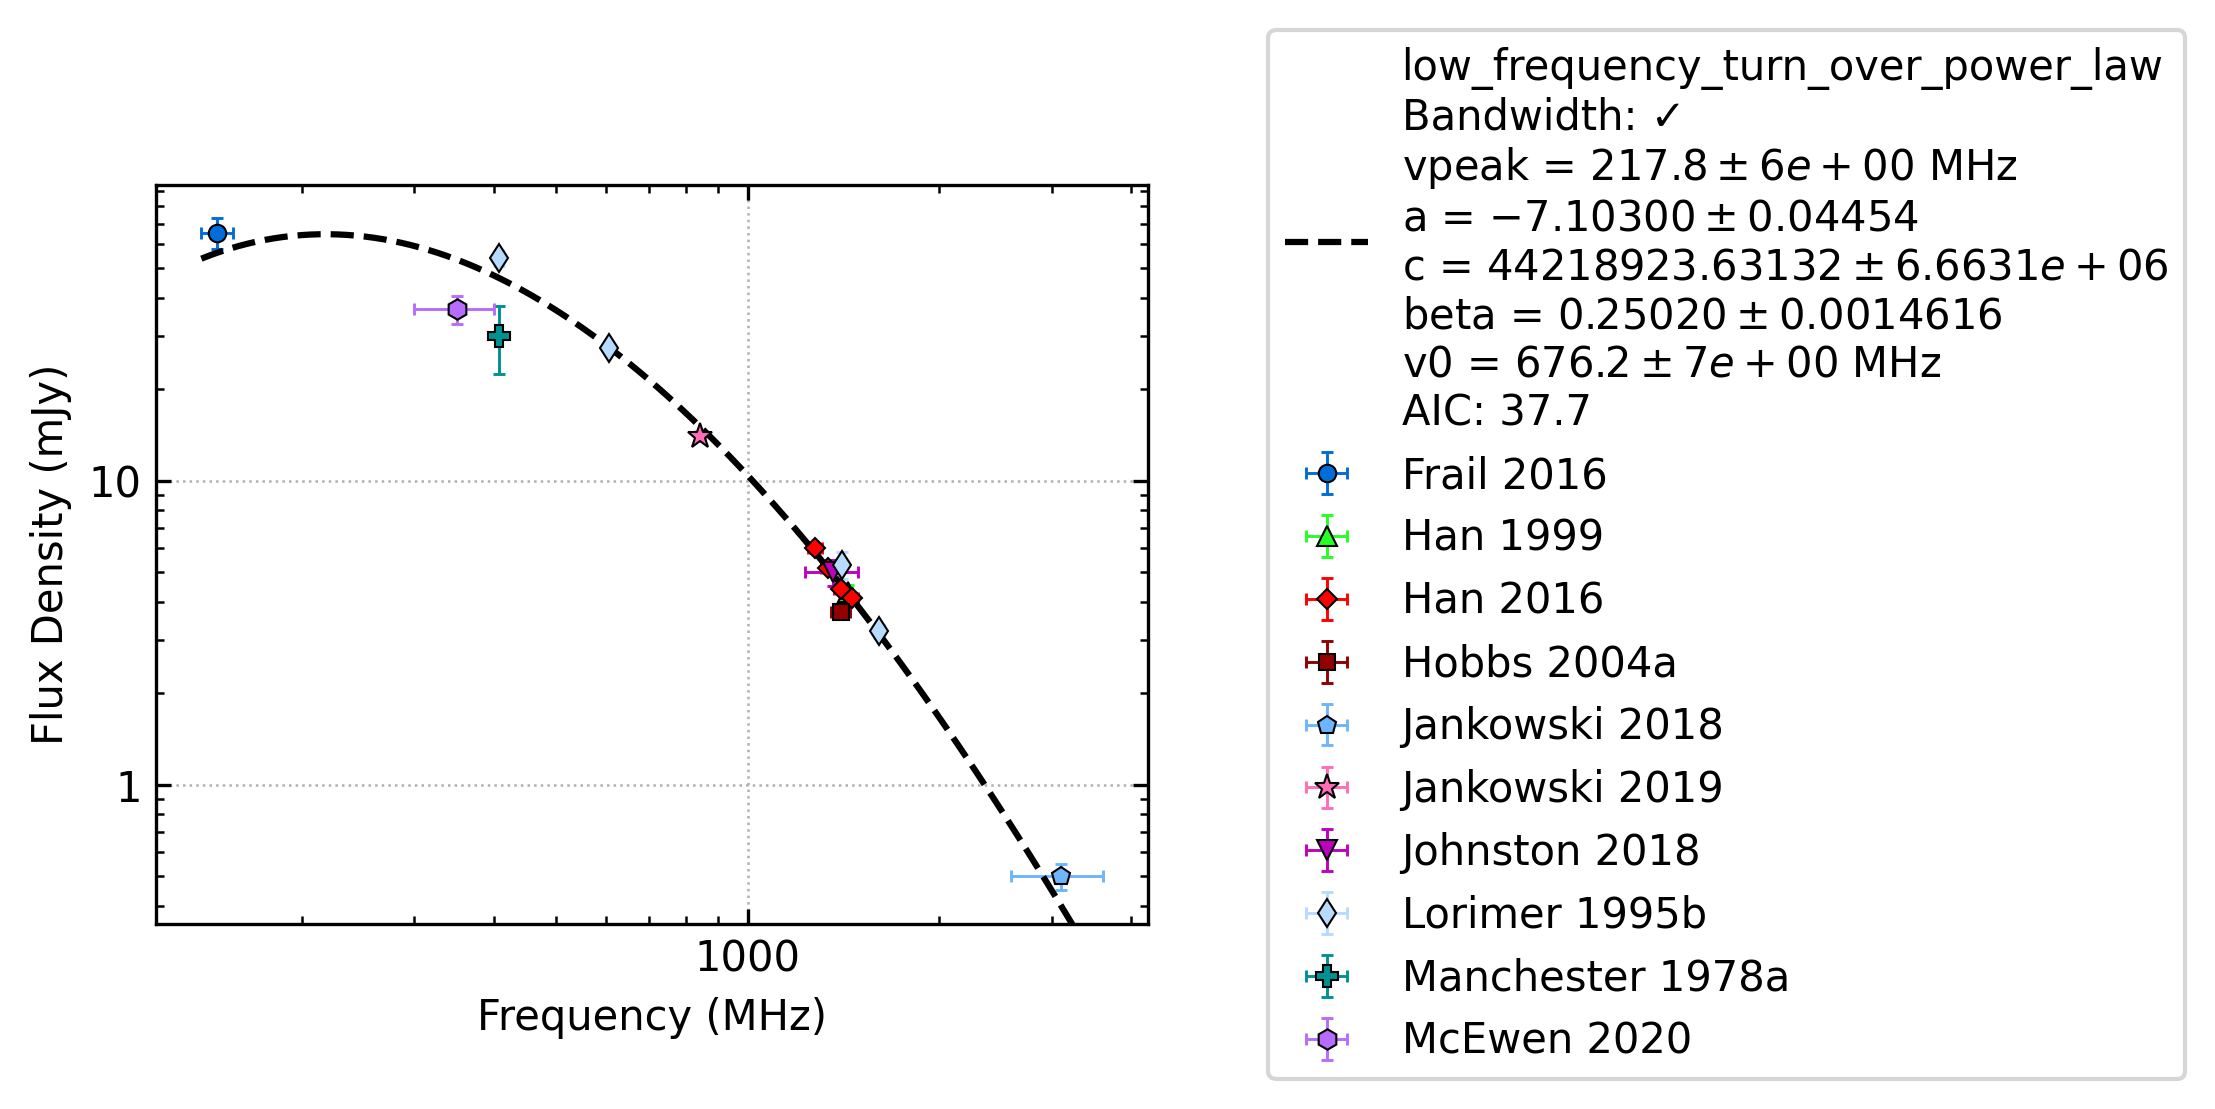 low_frequency_turn_over_power_law
Bandwidth: ✓
vpeak = 217.8 ± 6e + 00 MHz
a = −7.10300 ± 0.04454
c = 44218923.63132 ± 6.6631e + 06
beta = 0.25020 ± 0.0014616
v0 = 676.2 ± 7e + 00 MHz
AIC: 37.7
Frail 2016
Han 1999
Han 2016
Hobbs 2004a
Jankowski 2018
Jankowski 2019
Johnston 2018
Lorimer 1995b
Manchester 1978a
McEwen 2020
Flux Density (mJy)
10
1
1000
Frequency (MHz)